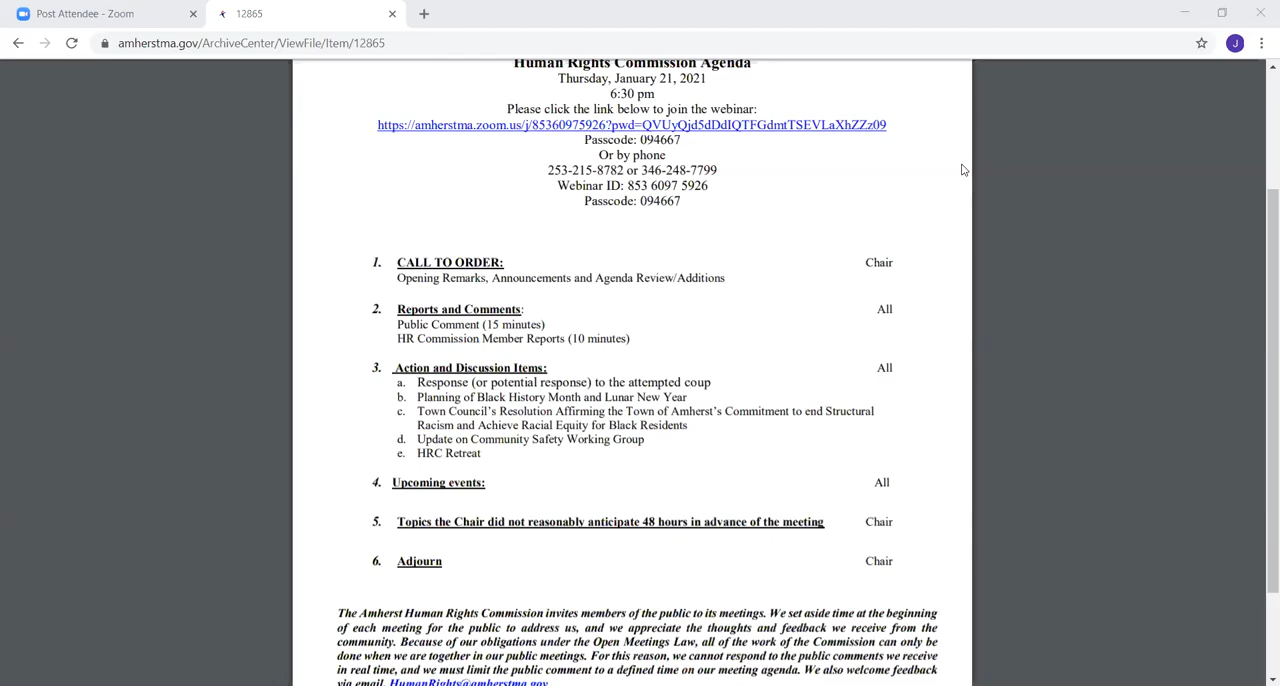 Post Attendee - Zoom
12865
amherstma.gov/ArchiveCenter/ViewFile/Item/12865
J
Human Rights Commission Agenda
Thursday, January 21, 2021
6:30 pm
Please click the link below to join the webinar:
https://amherstma.zoom.us/j/85360975926?pwd=QVUyQjd5dDdIQTFGdmtTSEVLaXhZZz09
Passcode: 094667
Or by phone
253-215-8782 or 346-248-7799
Webinar ID: 853 6097 5926
Passcode: 094667
1. CALL TO ORDER: Chair
Opening Remarks, Announcements and Agenda Review/Additions
2. Reports and Comments: All
Public Comment (15 minutes)
HR Commission Member Reports (10 minutes)
3. Action and Discussion Items: All
a. Response (or potential response) to the attempted coup
b. Planning of Black History Month and Lunar New Year
c. Town Council's Resolution Affirming the Town of Amherst's Commitment to end Structural
Racism and Achieve Racial Equity for Black Residents
d. Update on Community Safety Working Group
e. HRC Retreat
4. Upcoming events: All
5. Topics the Chair did not reasonably anticipate 48 hours in advance of the meeting Chair
6. Adjourn Chair
The Amherst Human Rights Commission invites members of the public to its meetings. We set aside time at the beginning
of each meeting for the public to address us, and we appreciate the thoughts and feedback we receive from the
community. Because of our obligations under the Open Meetings Law, all of the work of the Commission can only be
done when we are together in our public meetings. For this reason, we cannot respond to the public comments we receive
in real time, and we must limit the public comment to a defined time on our meeting agenda. We also welcome feedback
via email. HumanRights@amherstma.gov